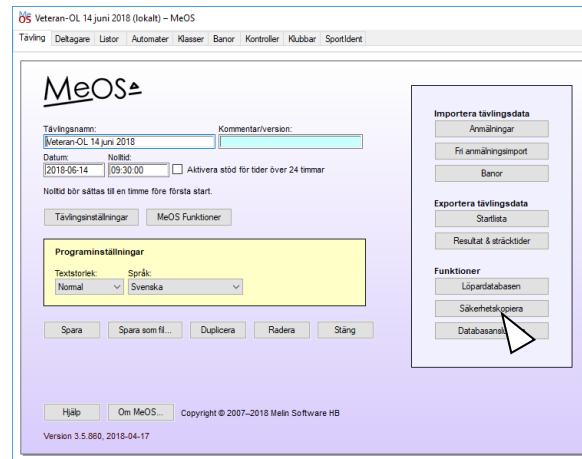 MeOS Veteran-OL 14 juni 2018 (lokalt) – MeOS
Tävling Deltagare Listor Automater Klasser Banor Kontroller Klubbar SportIdent
MeOS
Tävlingsnamn: Kommentar/version:
Veteran-OL 14 juni 2018
Datum: Nolltid:
2018-06-14 09:30:00 Aktivera stöd för tider över 24 timmar
Nolltid bör sättas till en timme före första start.
Tävlingsinställningar MeOS Funktioner
Programinställningar
Textstorlek: Språk:
Normal Svenska
Spara Spara som fil... Duplicera Radera Stäng
Hjälp Om MeOS... Copyright © 2007–2018 Melin Software HB
Version 3.5.860, 2018-04-17
Importera tävlingsdata
Anmälningar
Fri anmälningsimport
Banor
Exportera tävlingsdata
Startlista
Resultat & sträcktider
Funktioner
Löpardatabasen
Säkerhetskopiera